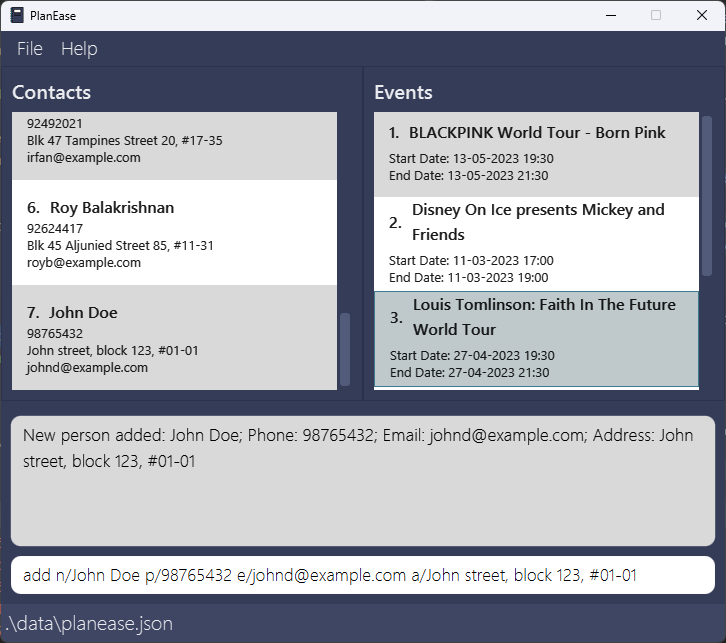 PlanEase
File Help
Contacts
92492021
Blk 47 Tampines Street 20, #17-35
irfan@example.com
6. Roy Balakrishnan
92624417
Blk 45 Aljunied Street 85, #11-31
royb@example.com
7. John Doe
98765432
John street, block 123, #01-01
johnd@example.com
Events
1. BLACKPINK World Tour - Born Pink
Start Date: 13-05-2023 19:30
End Date: 13-05-2023 21:30
2. Disney On Ice presents Mickey and
Friends
Start Date: 11-03-2023 17:00
End Date: 11-03-2023 19:00
3. Louis Tomlinson: Faith In The Future
World Tour
Start Date: 27-04-2023 19:30
End Date: 27-04-2023 21:30
New person added: John Doe; Phone: 98765432; Email: johnd@example.com; Address: John
street, block 123, #01-01
add n/John Doe p/98765432 e/johnd@example.com a/John street, block 123, #01-01
.\data\planease.json